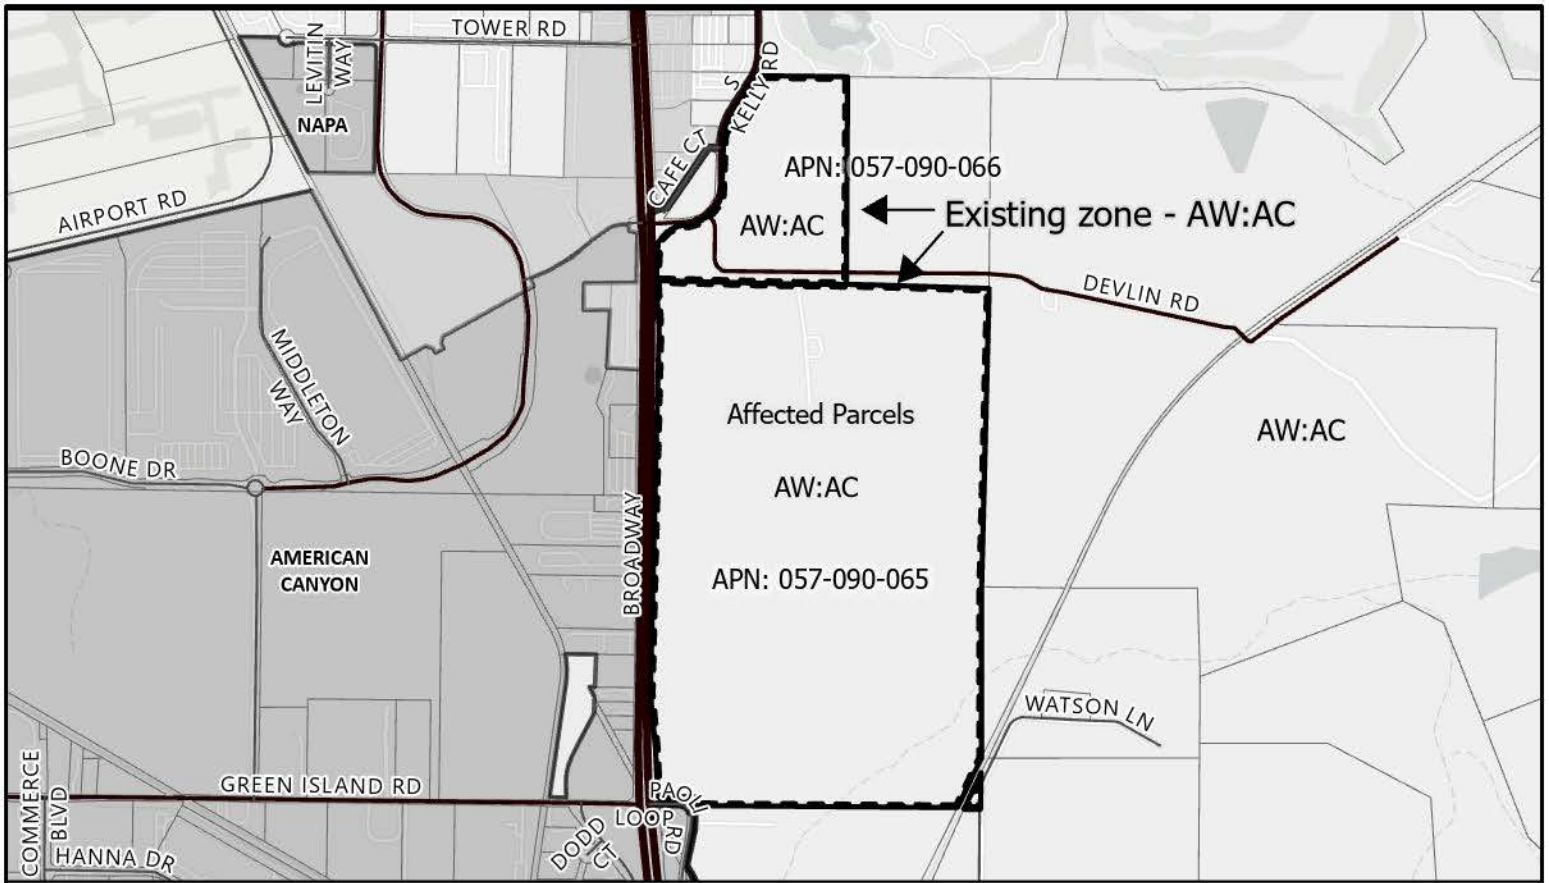 TOWER RD
LEVITIN
WAY
NAPA
S
KELLY RD
CAFE CT
APN: 057-090-066
AIRPORT RD
Existing zone - AW:AC
AW:AC
DEVLIN RD
MIDDLETON
WAY
Affected Parcels
AW:AC
BOONE DR
AW:AC
BROADWAY
AMERICAN
CANYON
APN: 057-090-065
WATSON LN
GREEN ISLAND RD
PAOLI
LOOP
RD
COMMERCE
BLVD
DODD
CT
HANNA DR